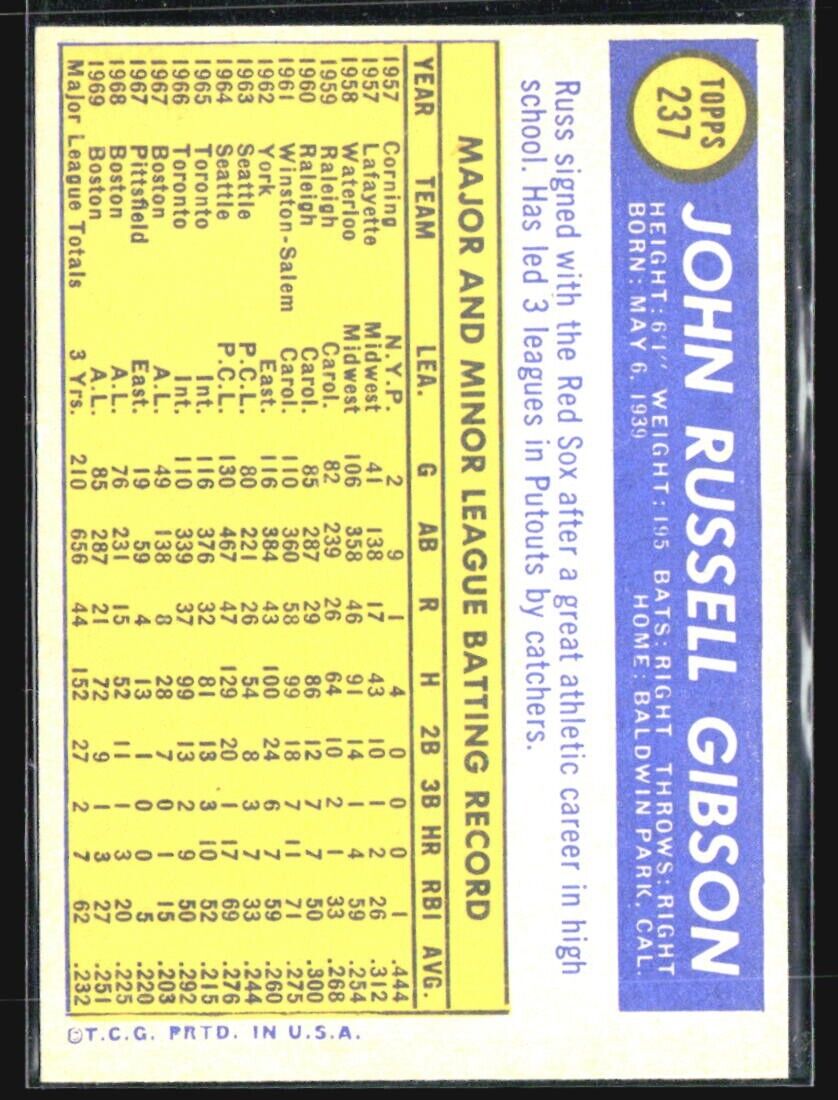 TOPPS
237
JOHN RUSSELL GIBSON
HEIGHT: 6'1" WEIGHT: 195 BATS: RIGHT THROWS: RIGHT
BORN: MAY 6, 1939 HOME: BALDWIN PARK, CAL.
Russ signed with the Red Sox after a great athletic career in high
school. Has led 3 leagues in Putouts by catchers.
MAJOR AND MINOR LEAGUE BATTING RECORD
YEAR TEAM LEA. G AB R H 2B 3B HR RBI AVG.
1957 Corning N.Y.P. 2 9 1 4 0 0 0 1 .444
1957 Lafayette Midwest 41 138 17 43 10 1 2 26 .312
1958 Waterloo Midwest 106 358 46 91 14 1 4 59 .254
1959 Raleigh Carol. 82 239 26 64 10 2 1 33 .268
1960 Raleigh Carol. 85 287 29 86 12 7 7 50 .300
1961 Winston-Salem Carol. 110 360 58 99 18 7 11 71 .275
1962 York East. 116 384 43 100 24 6 7 59 .260
1963 Seattle P.C.L. 80 221 26 54 8 3 7 33 .244
1964 Seattle P.C.L. 130 467 47 129 20 1 17 69 .276
1965 Toronto Int. 116 376 32 81 13 3 10 52 .215
1966 Toronto Int. 110 339 37 99 13 2 9 50 .292
1967 Boston A.L. 49 138 8 28 7 0 1 15 .203
1967 Pittsfield East. 19 59 4 13 1 0 0 5 .220
1968 Boston A.L. 76 231 15 52 11 1 3 20 .225
1969 Boston A.L. 85 287 21 72 9 1 3 27 .251
Major League Totals 3 Yrs. 210 656 44 152 27 2 7 62 .232
©T.C.G. PRTD. IN U.S.A.